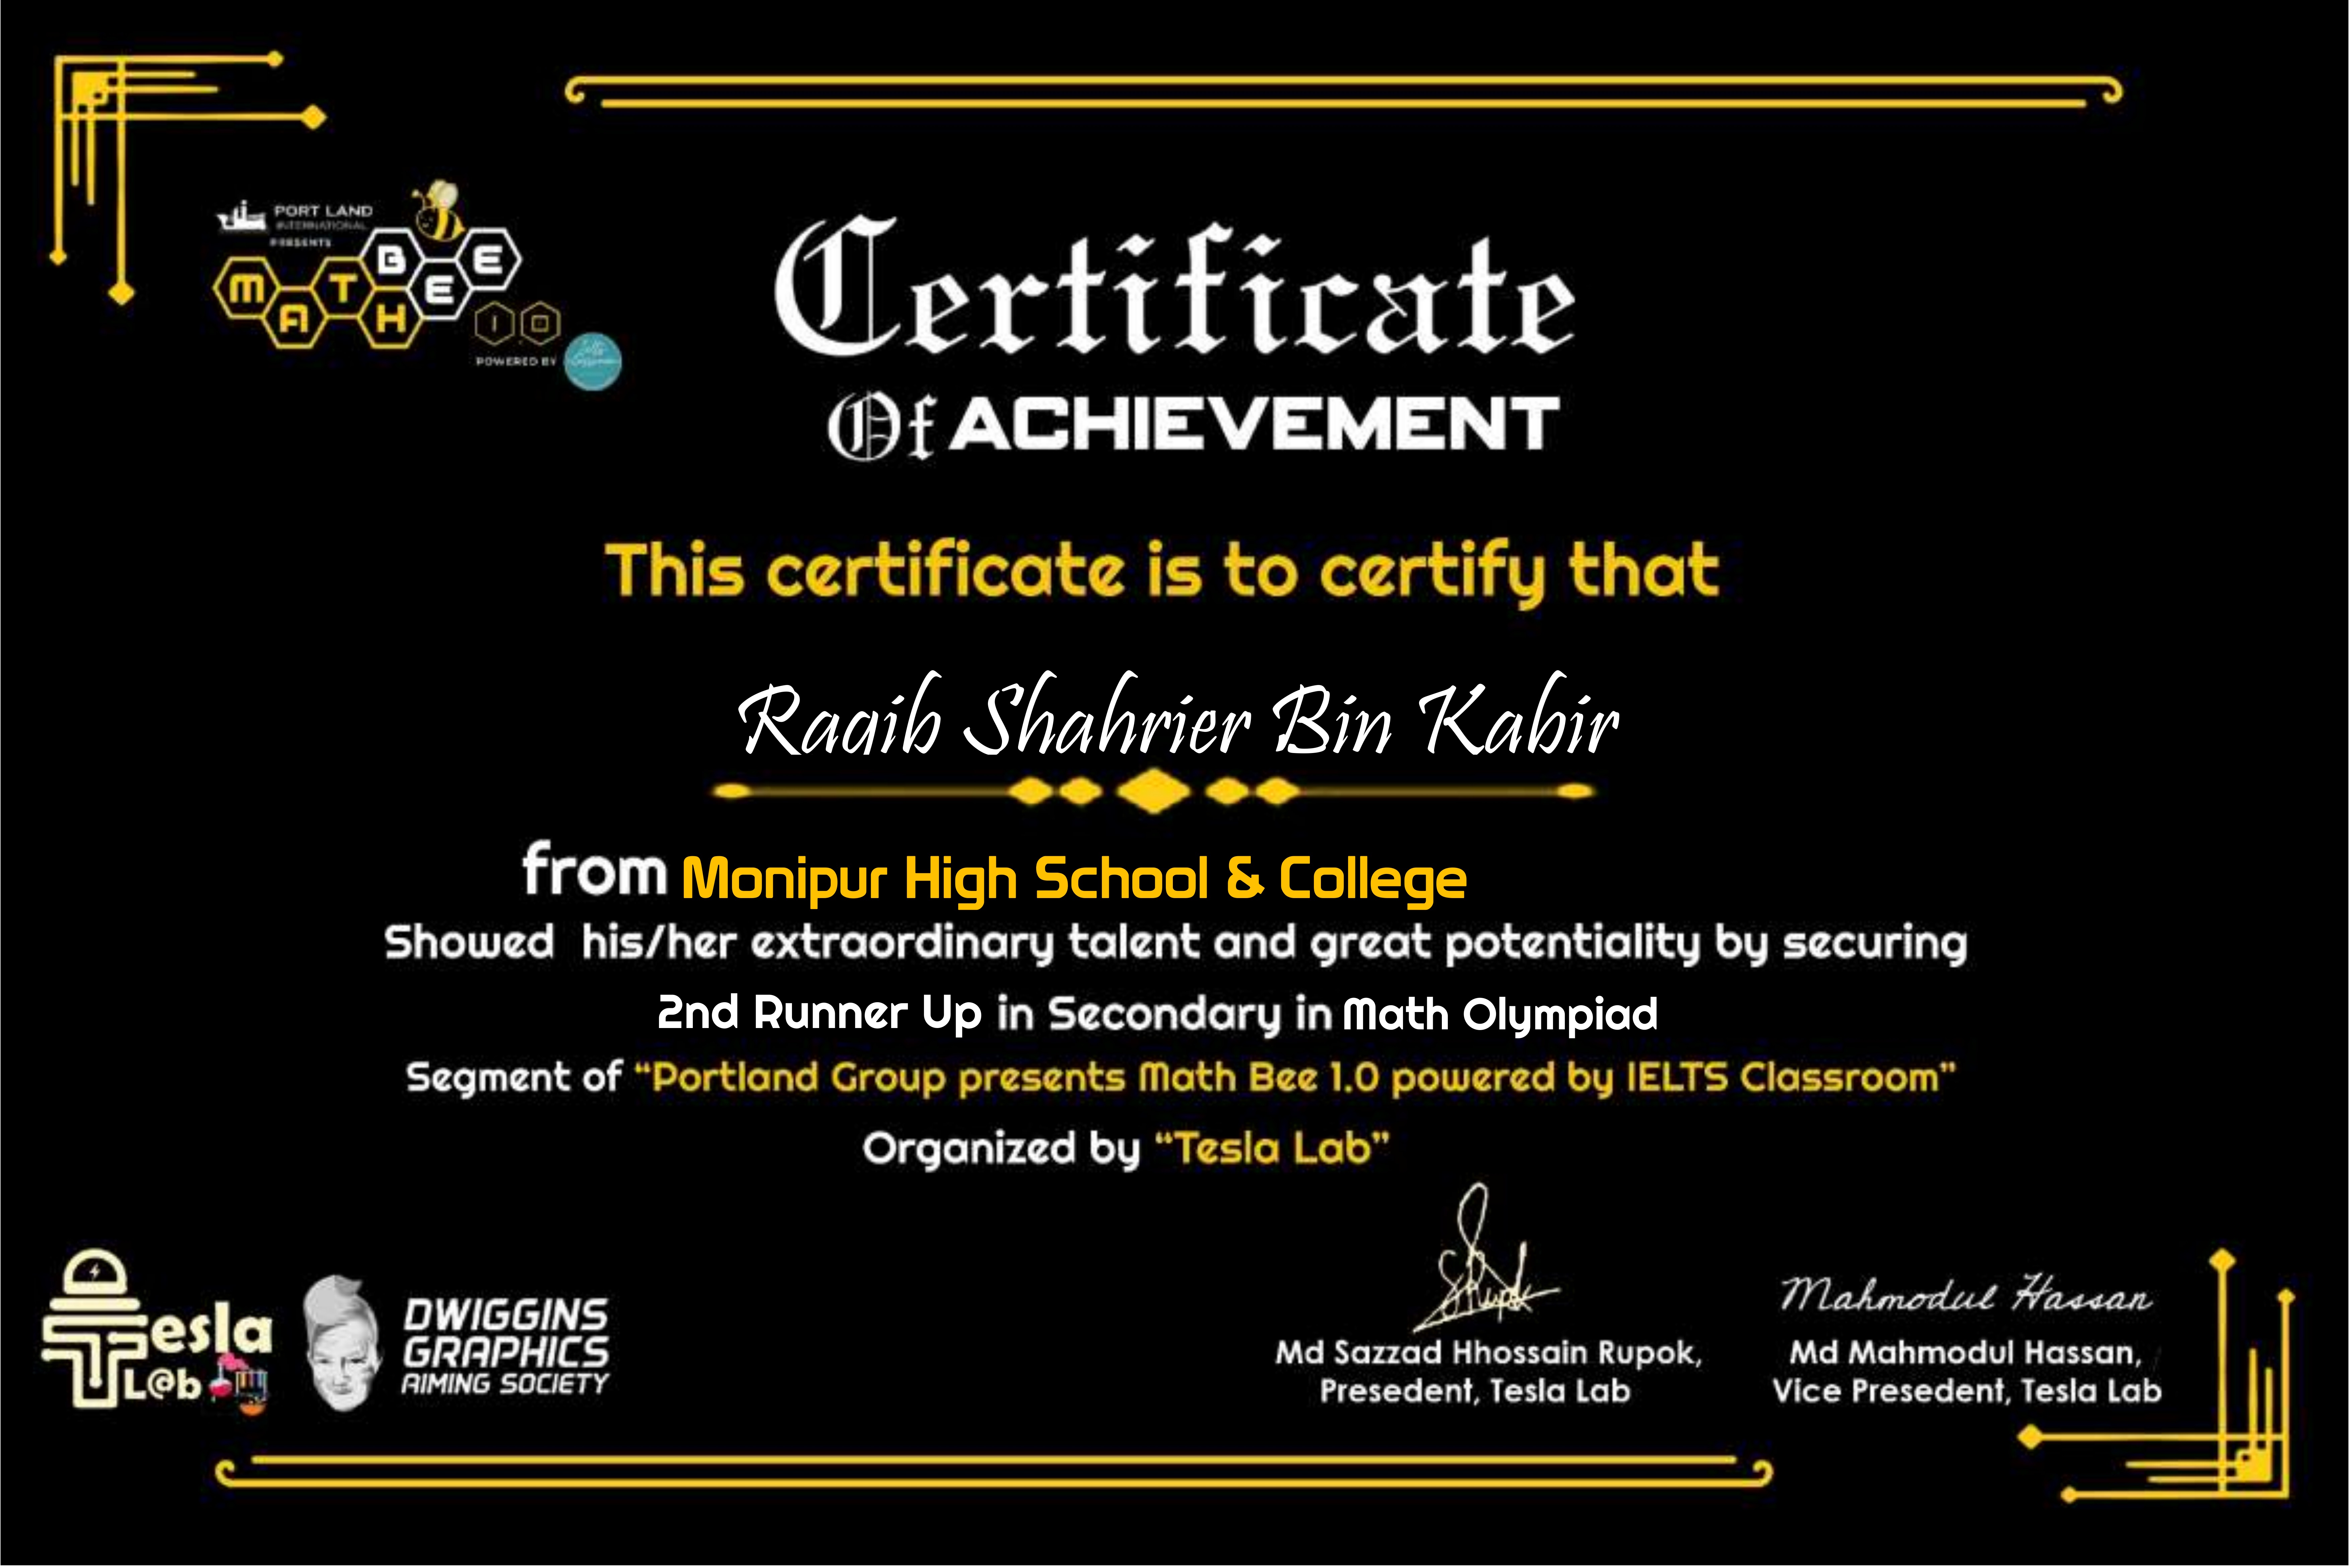 PORT LAND
INTERNATIONAL
PRESENTS
MATH BEE
1.0
POWERED BY
Certificate
Of ACHIEVEMENT
This certificate is to certify that
Raqib Shahrier Bin Kabir
from Monipur High School & College
Showed his/her extraordinary talent and great potentiality by securing
2nd Runner Up in Secondary in Math Olympiad
Segment of “Portland Group presents Math Bee 1.0 powered by IELTS Classroom”
Organized by “Tesla Lab”
Tesla
L@b
DWIGGINS
GRAPHICS
AIMING SOCIETY
Md Sazzad Hhossain Rupok,
Presedent, Tesla Lab
Mahmodul Hassan
Md Mahmodul Hassan,
Vice Presedent, Tesla Lab